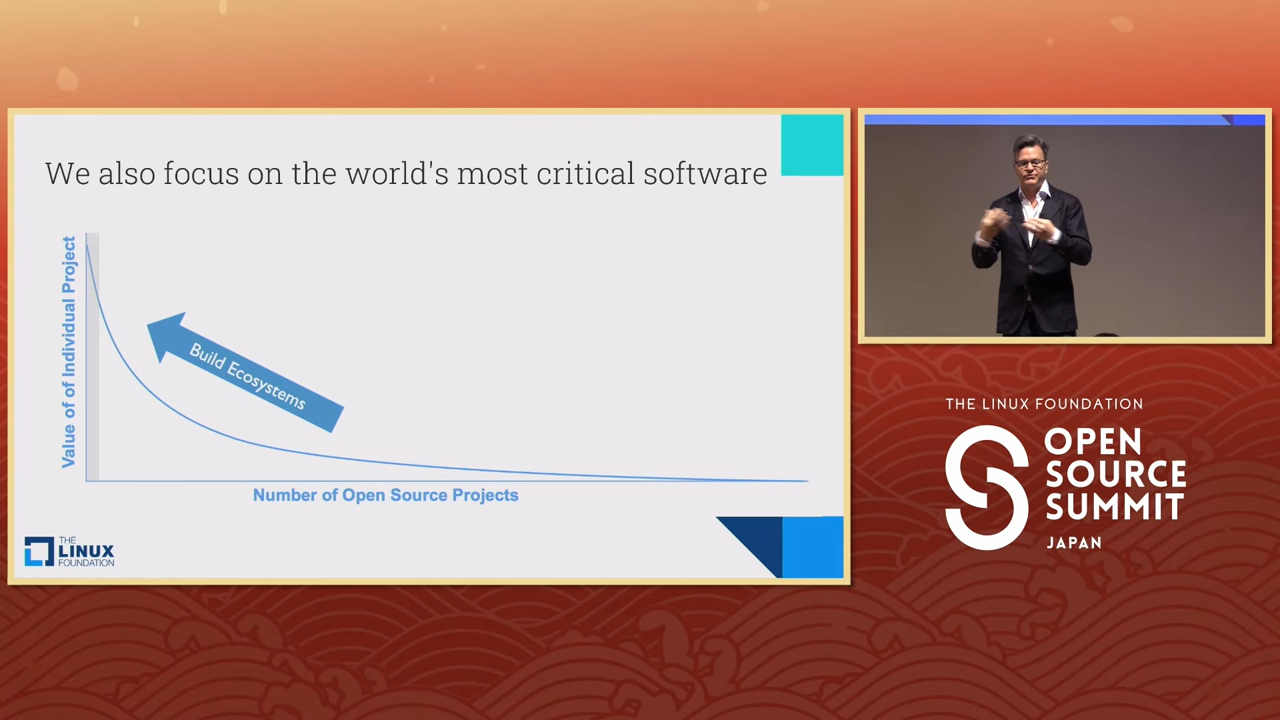 We also focus on the world's most critical software
Value of of Individual Project
Build Ecosystems
Number of Open Source Projects
THE
LINUX
FOUNDATION
THE LINUX FOUNDATION
OPEN
SOURCE
SUMMIT
JAPAN